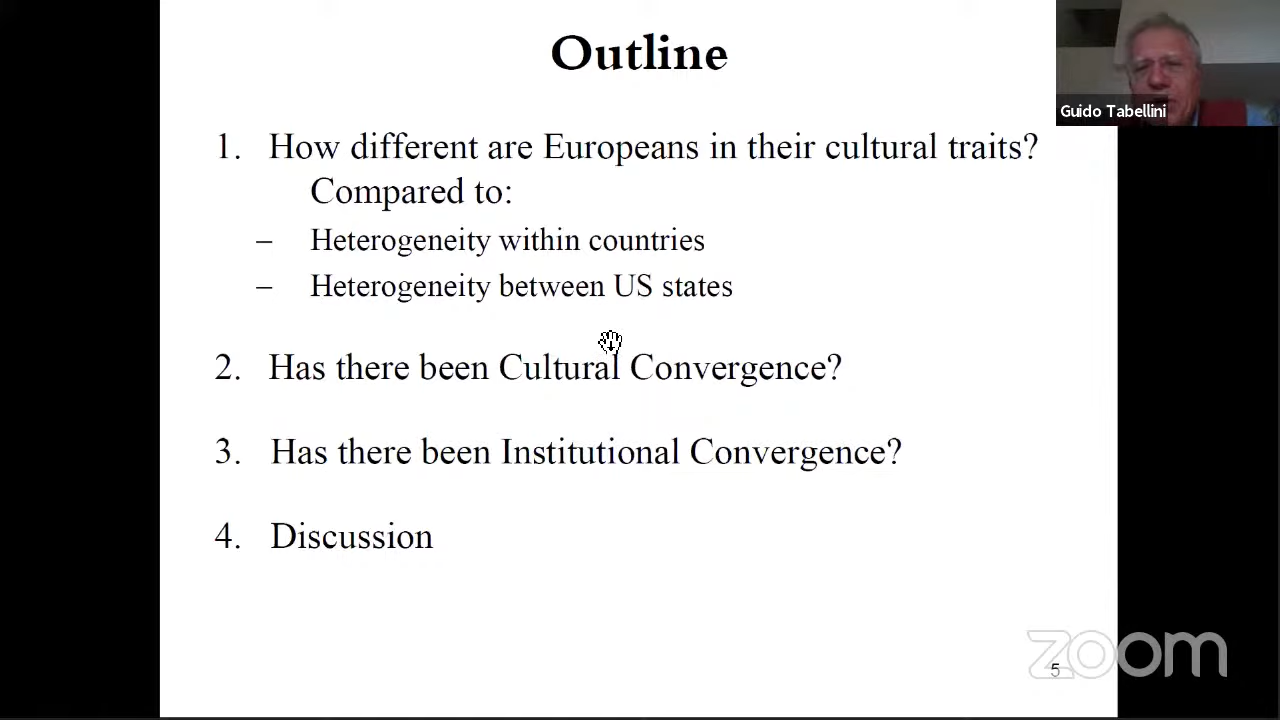 Outline
Guido Tabellini
1. How different are Europeans in their cultural traits?
Compared to:
– Heterogeneity within countries
– Heterogeneity between US states
2. Has there been Cultural Convergence?
3. Has there been Institutional Convergence?
4. Discussion
zoom
5